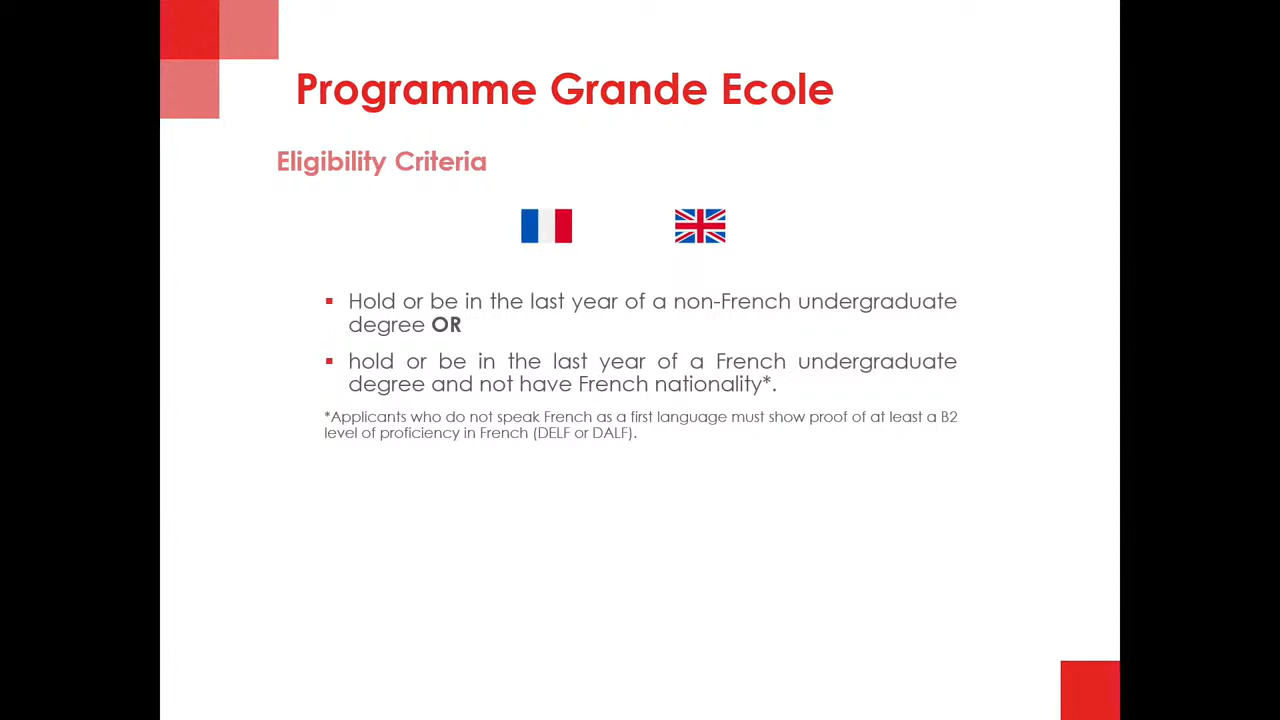 Programme Grande Ecole
Eligibility Criteria
▪ Hold or be in the last year of a non-French undergraduate
degree OR
▪ hold or be in the last year of a French undergraduate
degree and not have French nationality*.
*Applicants who do not speak French as a first language must show proof of at least a B2
level of proficiency in French (DELF or DALF).